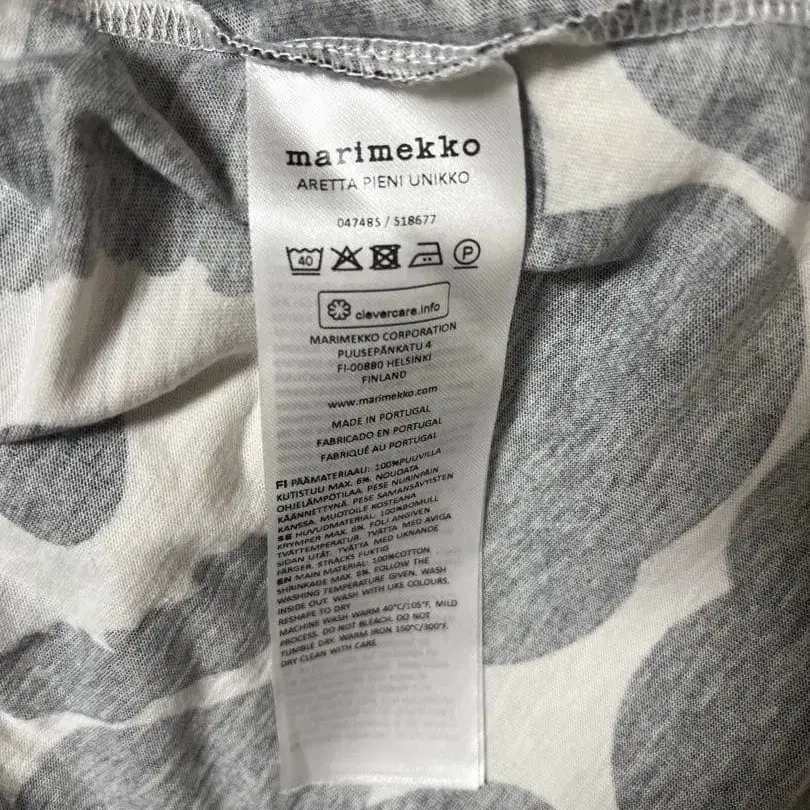 marimekko
ARETTA PIENI UNIKKO
047485 / 518677
40 P
clevercare.info
MARIMEKKO CORPORATION
PUUSEPÄNKATU 4
FI-00880 HELSINKI
FINLAND
www.marimekko.com
MADE IN PORTUGAL
FABRICADO EN PORTUGAL
FABRIQUÉ AU PORTUGAL
FI PÄÄMATERIAALI: 100%PUUVILLA
KUTISTUU MAX. 6%. NOUDATA
OHJELÄMPOTILAA. PESE NURINPÄIN
KÄÄNNETTYNÄ. PESE SAMANSÄVYISTEN
KANSSA. MUOTOILE KOSTEANA
SE HUVUDMATERIAL: 100%BOMULL
KRYMPER MAX. 6%. FÖLJ ANGIVEN
TVÄTTEMPERATUR. TVÄTTA MED AVIGA
SIDAN UTÅT. TVÄTTA MED LIKNANDE
FÄRGER. STRÄCKS FUKTIG
EN MAIN MATERIAL: 100%COTTON
SHRINKAGE MAX. 6%. FOLLOW THE
WASHING TEMPERATURE GIVEN. WASH
INSIDE OUT. WASH WITH LIKE COLOURS.
RESHAPE TO DRY
MACHINE WASH WARM 40°C/105°F, MILD
PROCESS. DO NOT BLEACH. DO NOT
TUMBLE DRY. WARM IRON 150°C/300°F.
DRY CLEAN WITH CARE